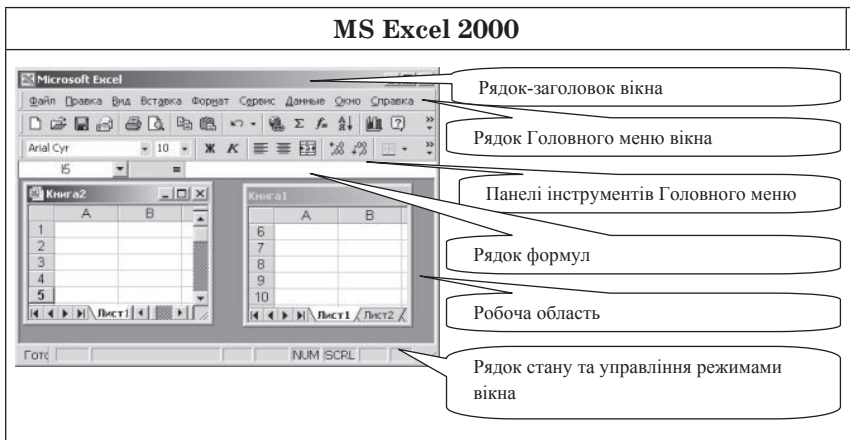 MS Excel 2000
Microsoft Excel
Файл Правка Вид Вставка Формат Сервис Данные Окно Справка
Arial Cyr 10 Ж К
I5 =
Книга2
A B
1
2
3
4
5
Лист1
Книга1
A B
6
7
8
9
10
Лист1 Лист2
NUM SCRL
Рядок-заголовок вікна
Рядок Головного меню вікна
Панелі інструментів Головного меню
Рядок формул
Робоча область
Рядок стану та управління режимами
вікна